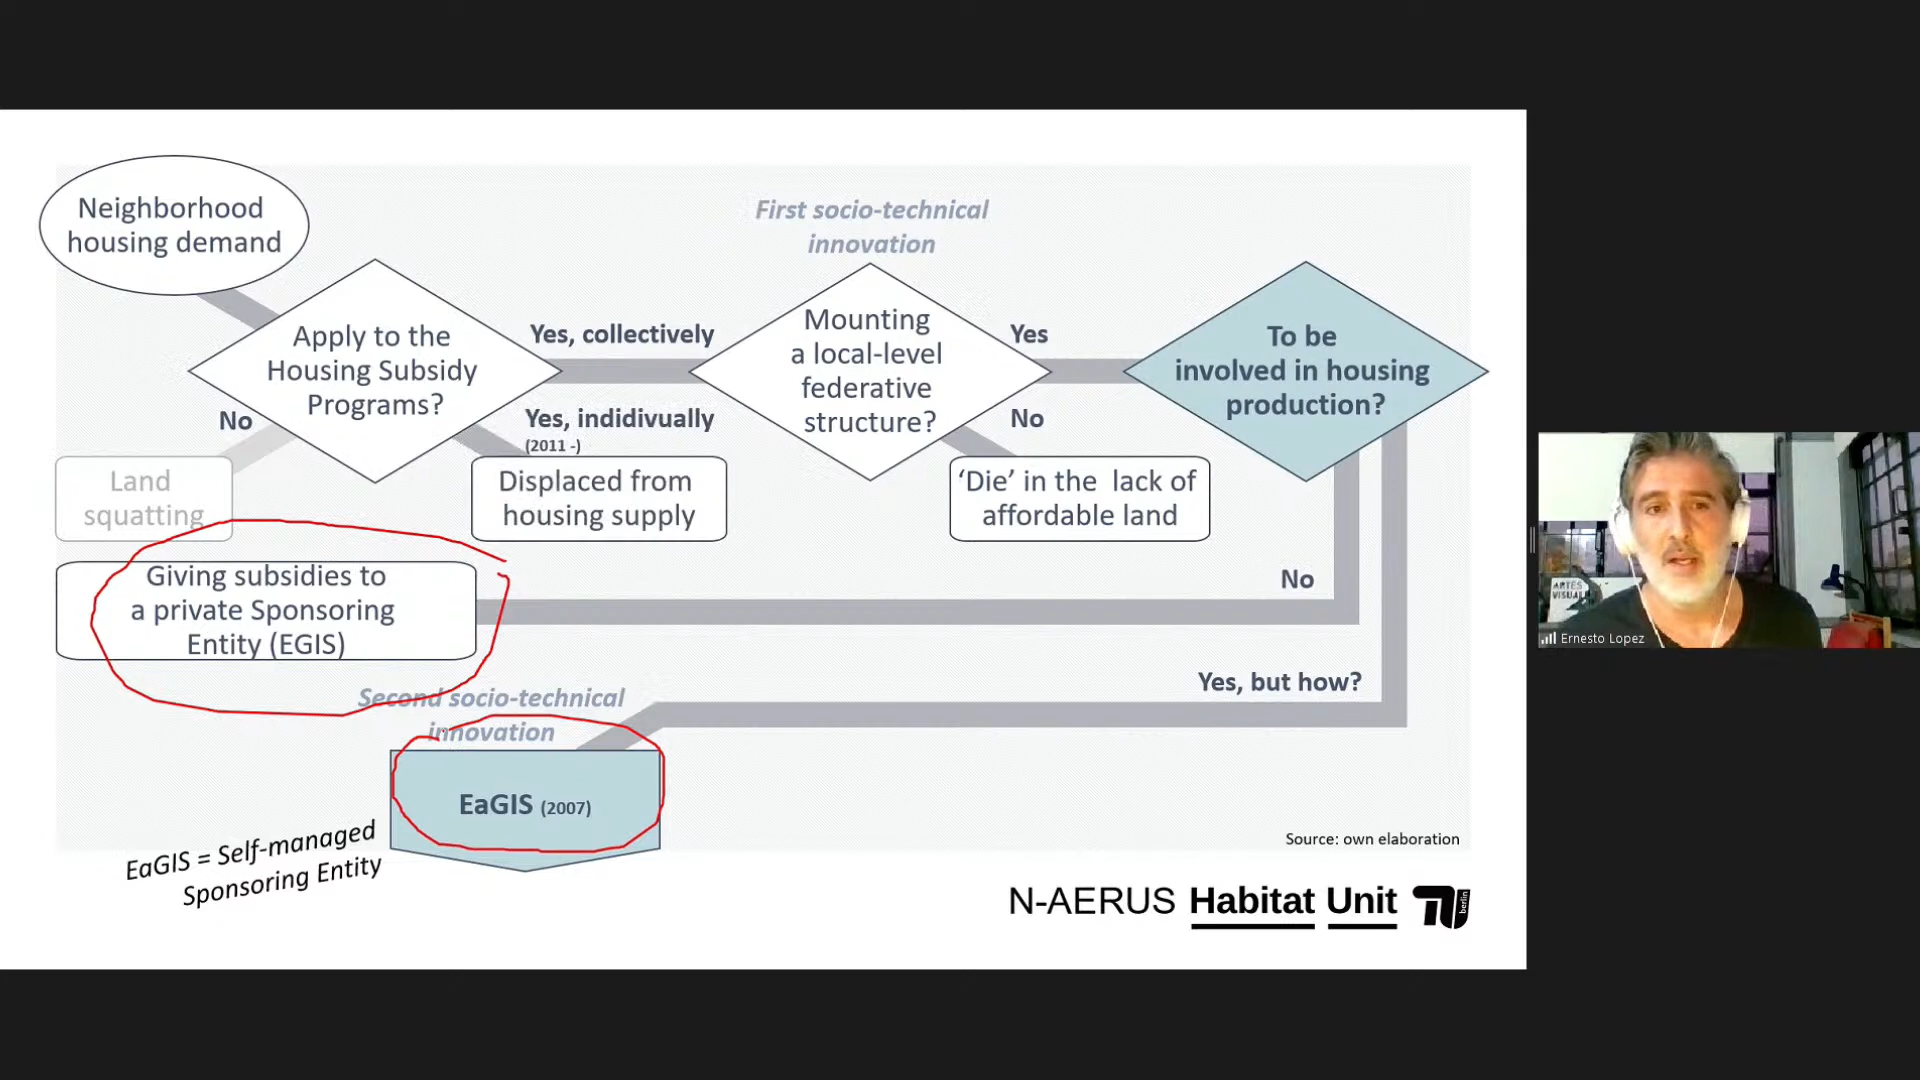 Neighborhood
housing demand
First socio-technical
innovation
Apply to the
Housing Subsidy
Programs?
Yes, collectively
Mounting
a local-level
federative
structure?
Yes
To be
involved in housing
production?
No
Yes, indidivually
(2011 -)
No
Land
squatting
Displaced from
housing supply
‘Die’ in the lack of
affordable land
Giving subsidies to
a private Sponsoring
Entity (EGIS)
No
Second socio-technical
innovation
Yes, but how?
EaGIS (2007)
EaGIS = Self-managed
Sponsoring Entity
Source: own elaboration
N-AERUS Habitat Unit
berlin
ARTES
VISUAL
Ernesto Lopez